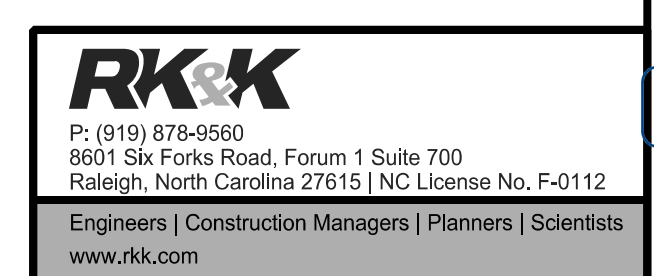 RK&K
P: (919) 878-9560
8601 Six Forks Road, Forum 1 Suite 700
Raleigh, North Carolina 27615 | NC License No. F-0112
Engineers | Construction Managers | Planners | Scientists
www.rkk.com